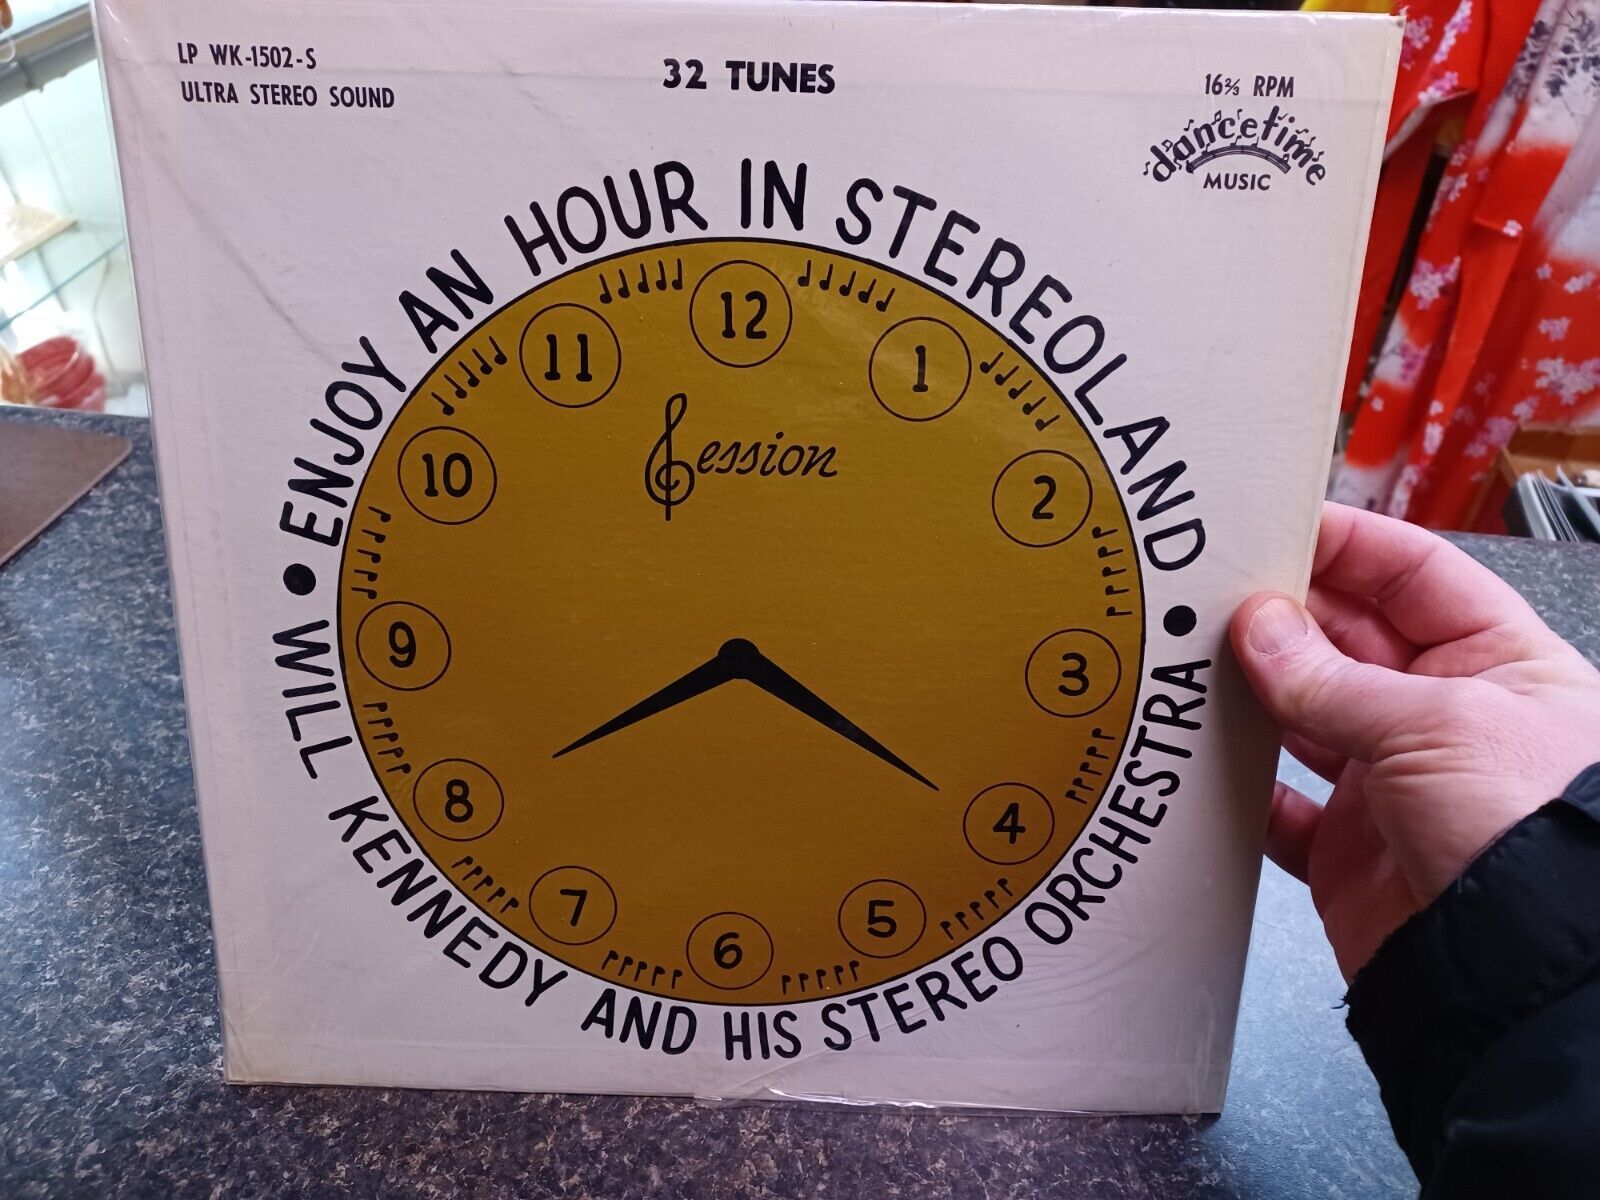 LP WK-1502-S
ULTRA STEREO SOUND
32 TUNES
16⅔ RPM
dancetime
MUSIC
ENJOY AN HOUR IN STEREOLAND
• WILL KENNEDY AND HIS STEREO ORCHESTRA •
12
1
2
3
4
5
6
7
8
9
10
11
Session